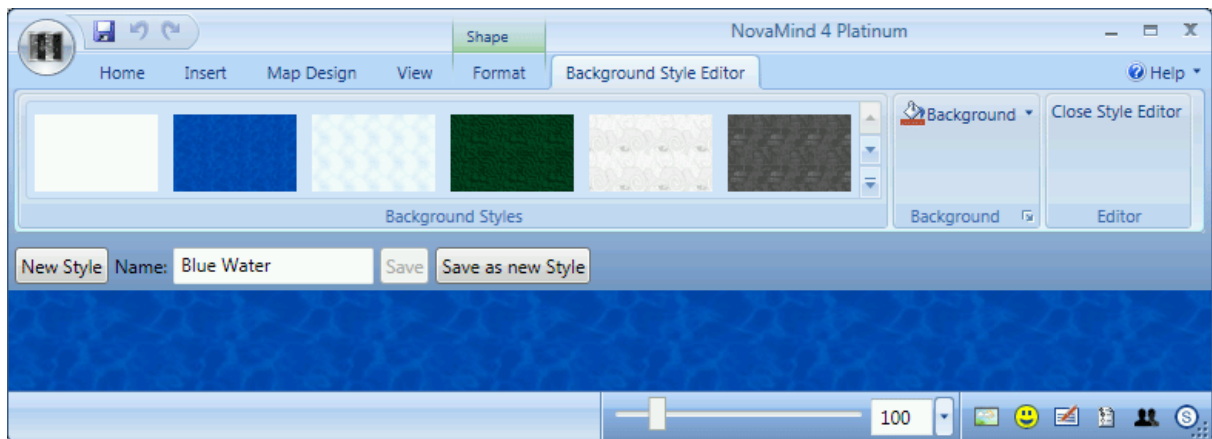 Shape
NovaMind 4 Platinum
Home Insert Map Design View Format Background Style Editor Help
Background Close Style Editor
Background Styles Background Editor
New Style Name: Blue Water Save Save as new Style
100
S